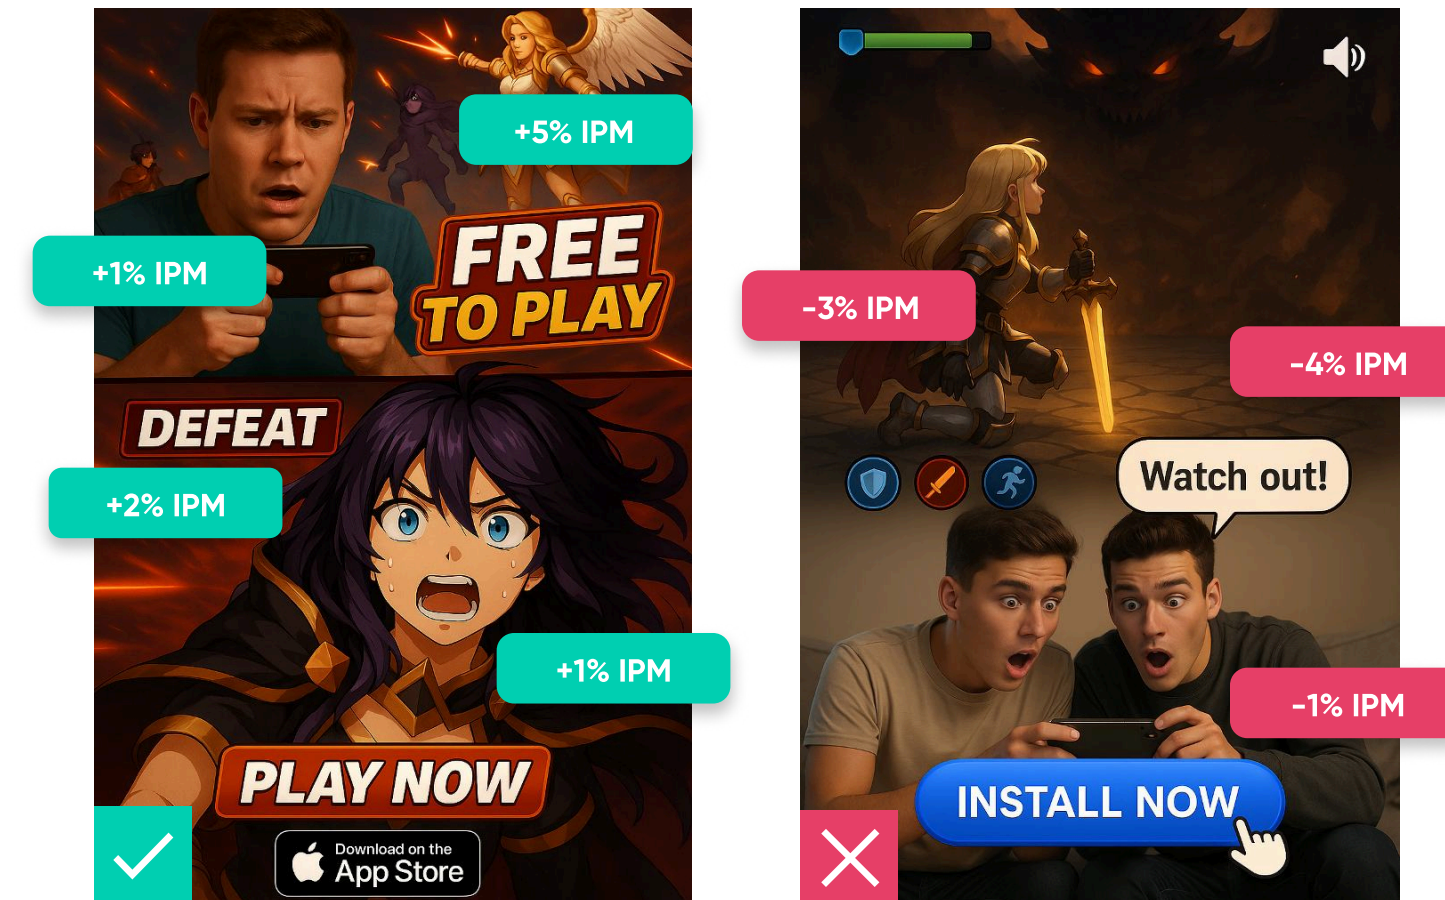 +5% IPM
+1% IPM
FREE
TO PLAY
DEFEAT
+2% IPM
+1% IPM
PLAY NOW
Download on the
App Store
-3% IPM
-4% IPM
Watch out!
-1% IPM
INSTALL NOW